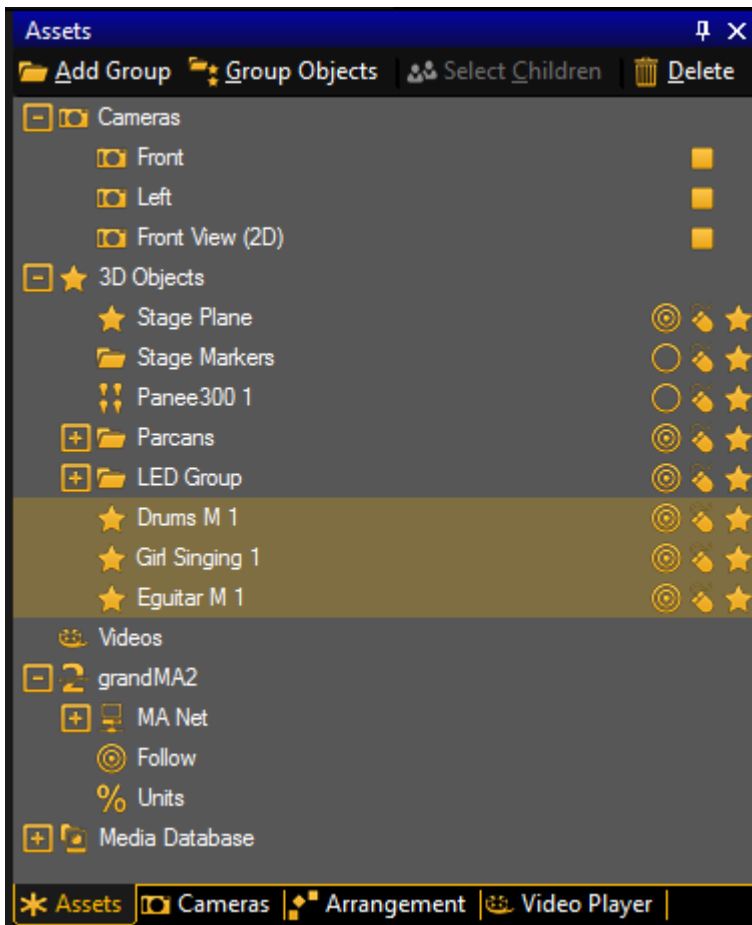 Assets
Add Group Group Objects Select Children Delete
Cameras
Front
Left
Front View (2D)
3D Objects
Stage Plane
Stage Markers
Panee300 1
Parcans
LED Group
Drums M 1
Girl Singing 1
Eguitar M 1
Videos
grandMA2
MA Net
Follow
% Units
Media Database
Assets Cameras Arrangement Video Player